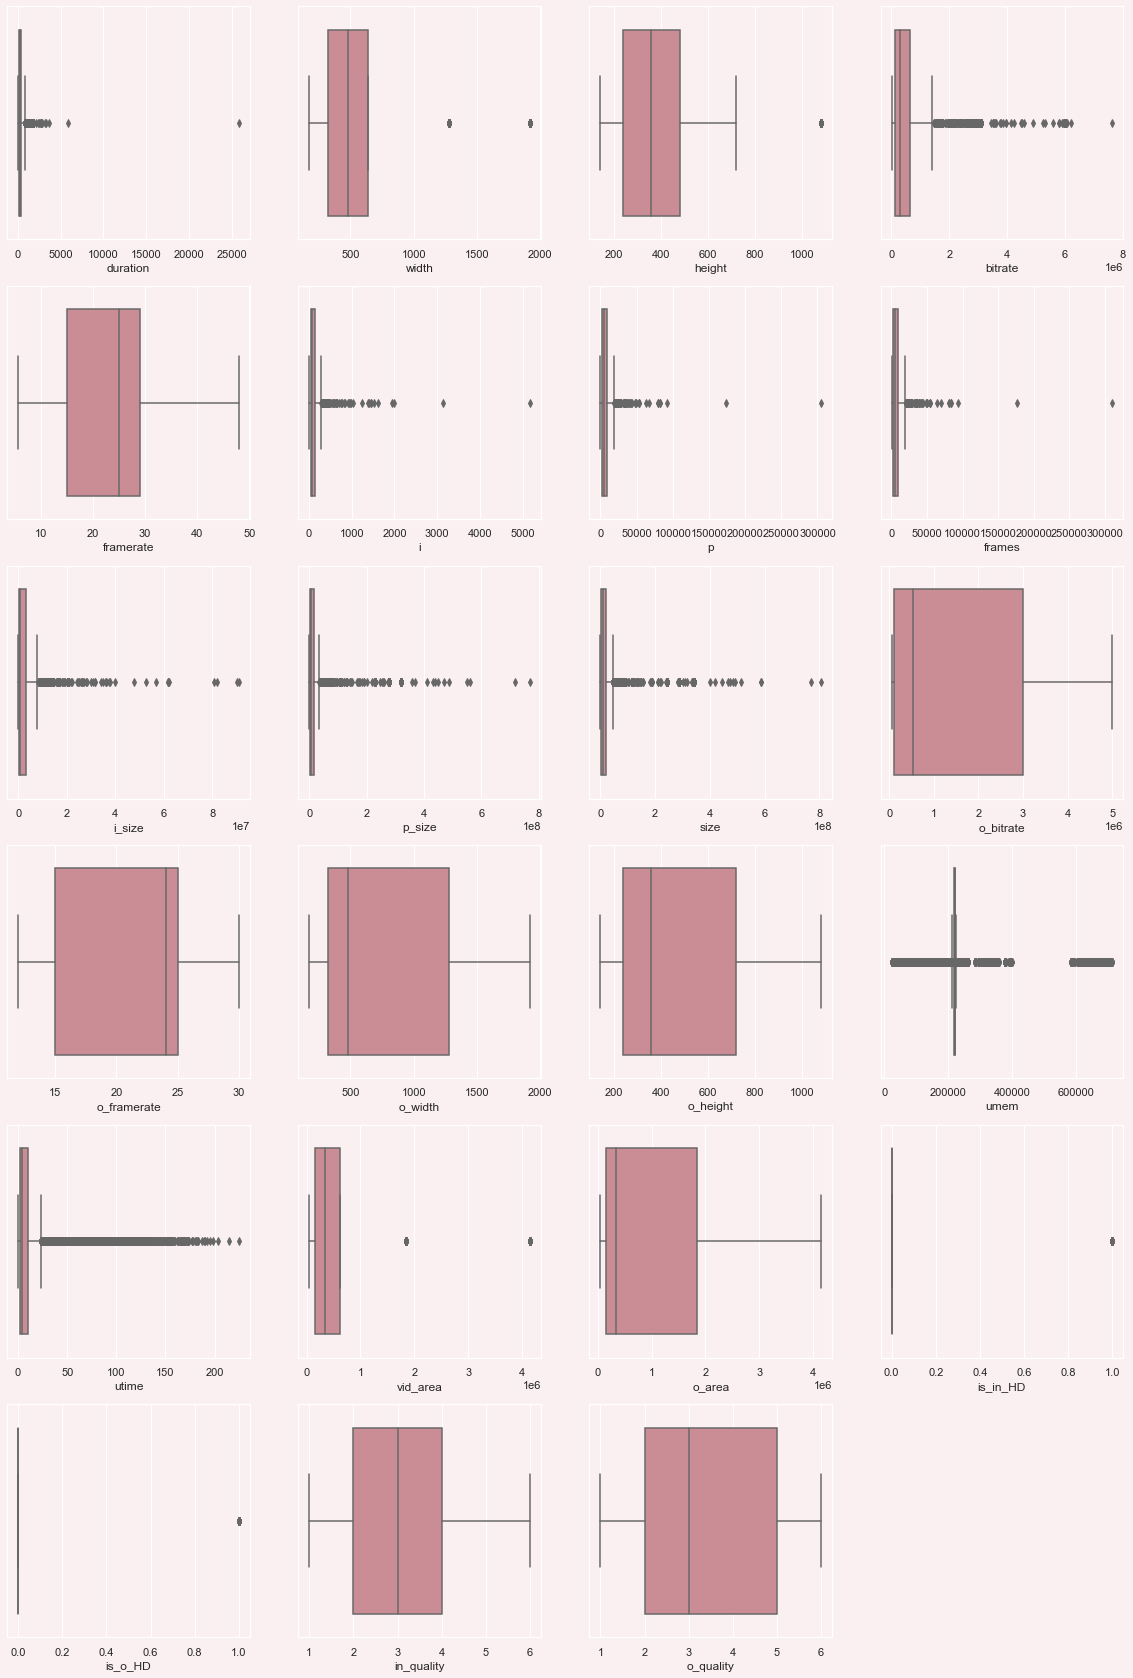 0 5000 10000 15000 20000 25000
duration
500 1000 1500 2000
width
200 400 600 800 1000
height
0 2 4 6 8
1e6
bitrate
10 20 30 40 50
framerate
0 1000 2000 3000 4000 5000
i
0 50000 100000 150000 200000 250000 300000
p
0 50000 100000 150000 200000 250000 300000
frames
0 2 4 6 8
1e7
i_size
0 2 4 6 8
1e8
p_size
0 2 4 6 8
1e8
size
0 1 2 3 4 5
1e6
o_bitrate
15 20 25 30
o_framerate
500 1000 1500 2000
o_width
200 400 600 800 1000
o_height
0 200000 400000 600000
umem
0 50 100 150 200
utime
0 1 2 3 4
1e6
vid_area
0 1 2 3 4
1e6
o_area
0.0 0.2 0.4 0.6 0.8 1.0
is_in_HD
0.0 0.2 0.4 0.6 0.8 1.0
is_o_HD
1 2 3 4 5 6
in_quality
1 2 3 4 5 6
o_quality